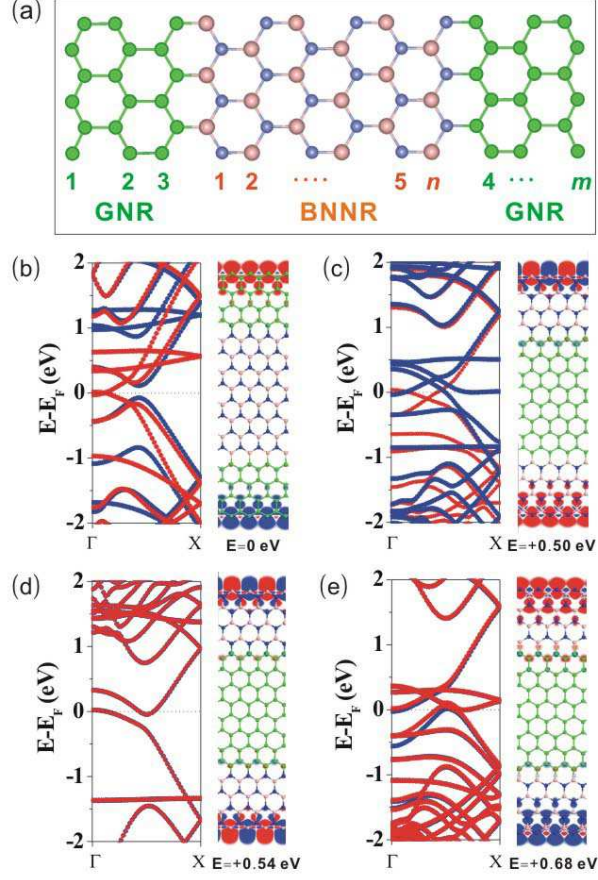 (a)
1 2 3 1 2 ···· 5 n 4 ··· m
GNR BNNR GNR
(b)
2
1
0
-1
-2
E-E_F (eV)
Γ X
E=0 eV
(c)
2
1
0
-1
-2
E-E_F (eV)
Γ X
E=+0.50 eV
(d)
2
1
0
-1
-2
E-E_F (eV)
Γ X
E=+0.54 eV
(e)
2
1
0
-1
-2
E-E_F (eV)
Γ X
E=+0.68 eV